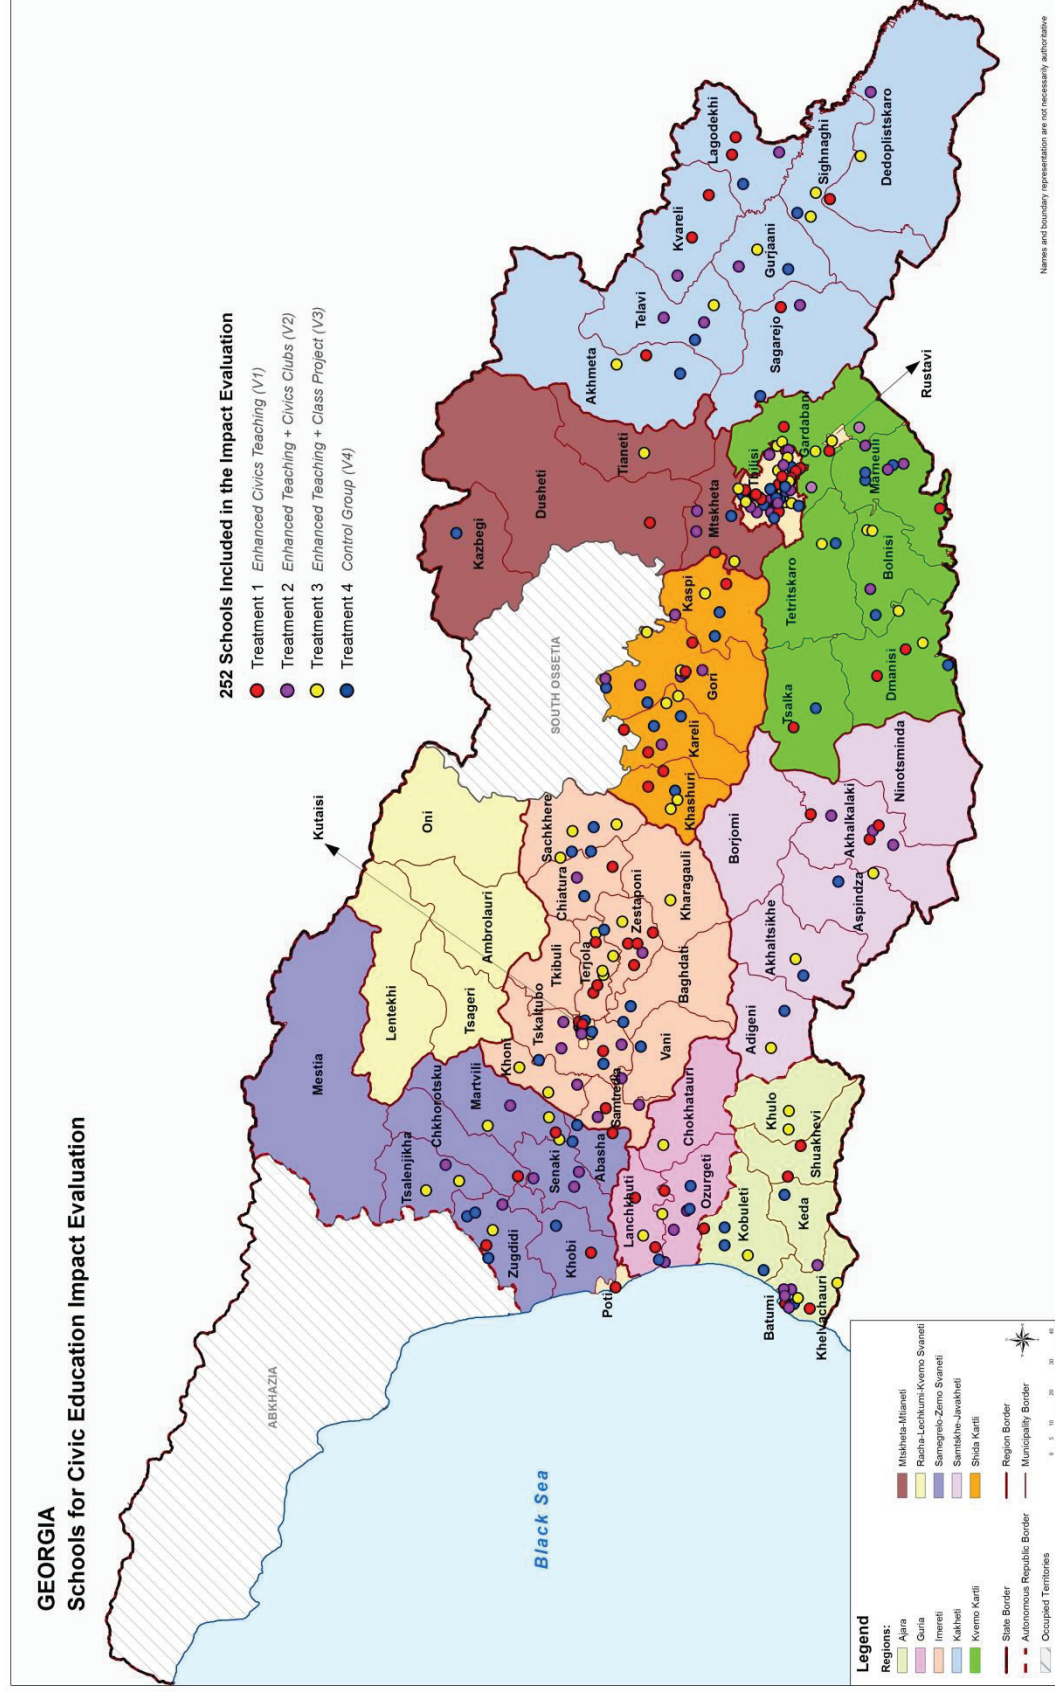 GEORGIA
Schools for Civic Education Impact Evaluation
252 Schools Included in the Impact Evaluation
Treatment 1 Enhanced Civics Teaching (V1)
Treatment 2 Enhanced Teaching + Civics Clubs (V2)
Treatment 3 Enhanced Teaching + Class Project (V3)
Treatment 4 Control Group (V4)
ABKHAZIA
Mestia
Kutaisi
Lentekhi
Oni
Ambrolauri
Tsageri
SOUTH OSSETIA
Kazbegi
Dusheti
Tianeti
Mtskheta
Tsalenjikha
Chkhorotsku
Martvili
Zugdidi
Khobi
Senaki
Abasha
Poti
Khoni
Tskaltubo
Tkibuli
Terjola
Chiatura
Sachkhere
Zestaponi
Kharagauli
Samtredia
Vani
Baghdati
Khashuri
Kareli
Gori
Kaspi
Akhmeta
Telavi
Kvareli
Lagodekhi
Gurjaani
Sagarejo
Sighnaghi
Dedoplistskaro
Lanchkhuti
Ozurgeti
Chokhatauri
Kobuleti
Batumi
Khelvachauri
Keda
Shuakhevi
Khulo
Adigeni
Akhaltsikhe
Borjomi
Aspindza
Akhalkalaki
Ninotsminda
Tsalka
Tetritskaro
Dmanisi
Bolnisi
Marneuli
Gardabani
Tbilisi
Rustavi
Black Sea
Legend
Regions:
Ajara
Guria
Imereti
Kakheti
Kvemo Kartli
Mtskheta-Mtianeti
Racha-Lechkumi-Kvemo Svaneti
Samegrelo-Zemo Svaneti
Samtskhe-Javakheti
Shida Kartli
State Border
Autonomous Republic Border
Occupied Territories
Region Border
Municipality Border
0 5 10 20 30 40
Names and boundary representation are not necessarily authoritative